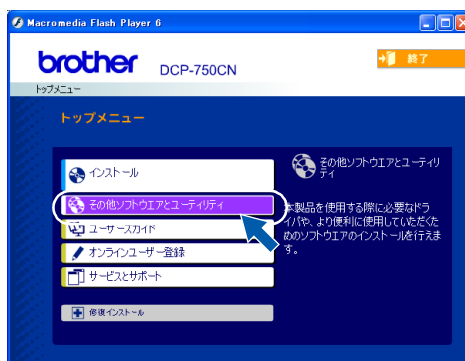 Macromedia Flash Player 6
brother DCP-750CN
終了
トップメニュー
トップメニュー
インストール
その他ソフトウエアとユーティリティ
ユーザーズガイド
オンラインユーザー登録
サービスとサポート
修復インストール
その他ソフトウエアとユーティリ
ティ
本製品を使用する際に必要なドラ
イバや、より便利に使用していただくた
めのソフトウエアのインストールを行えま
す。